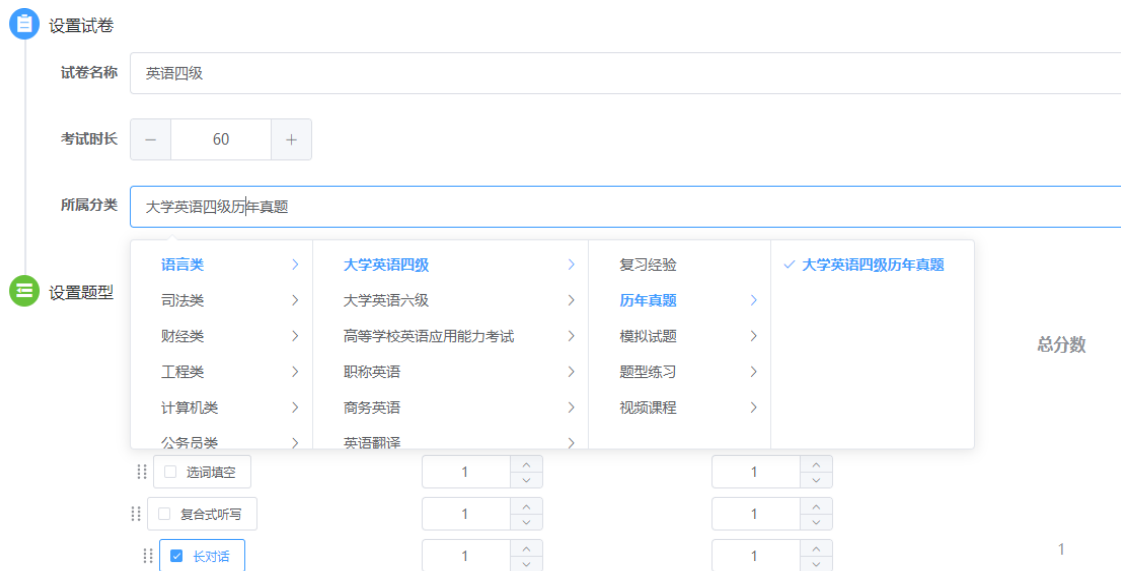 设置试卷
试卷名称 英语四级
考试时长 60
所属分类 大学英语四级历年真题
语言类 大学英语四级 复习经验 大学英语四级历年真题
设置题型
司法类 大学英语六级 历年真题
财经类 高等学校英语应用能力考试 模拟试题
总分数
工程类 职称英语 题型练习
计算机类 商务英语 视频课程
公务员类 英语翻译
选词填空 1 1
复合式听写 1 1
长对话 1 1 1